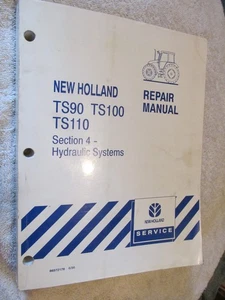 NEW HOLLAND
REPAIR
MANUAL
TS90 TS100
TS110
Section 4 -
Hydraulic Systems
NEW HOLLAND
SERVICE